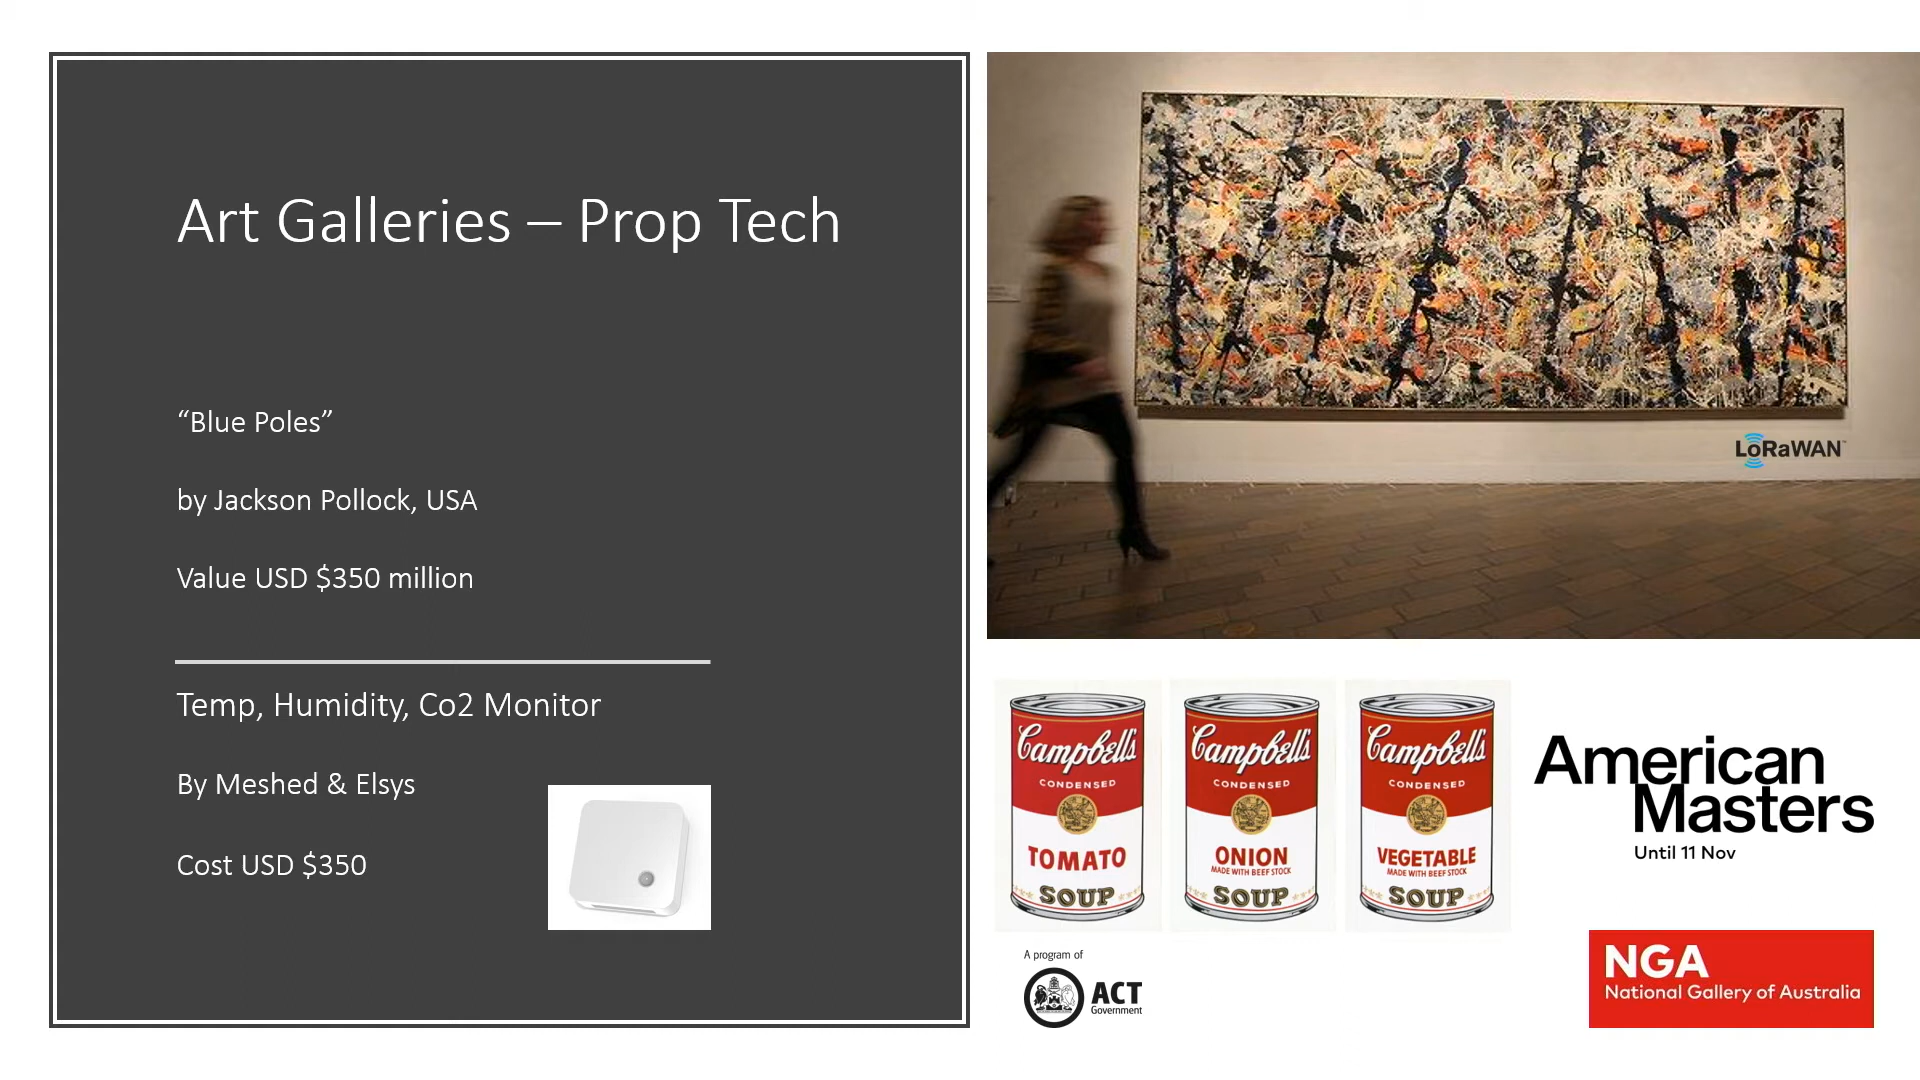 Art Galleries – Prop Tech
“Blue Poles”
by Jackson Pollock, USA
Value USD $350 million
Temp, Humidity, Co2 Monitor
By Meshed & Elsys
Cost USD $350
LoRaWAN™
Campbell's
CONDENSED
TOMATO
SOUP
Campbell's
CONDENSED
ONION
MADE WITH BEEF STOCK
SOUP
Campbell's
CONDENSED
VEGETABLE
MADE WITH BEEF STOCK
SOUP
American
Masters
Until 11 Nov
A program of
ACT
Government
NGA
National Gallery of Australia